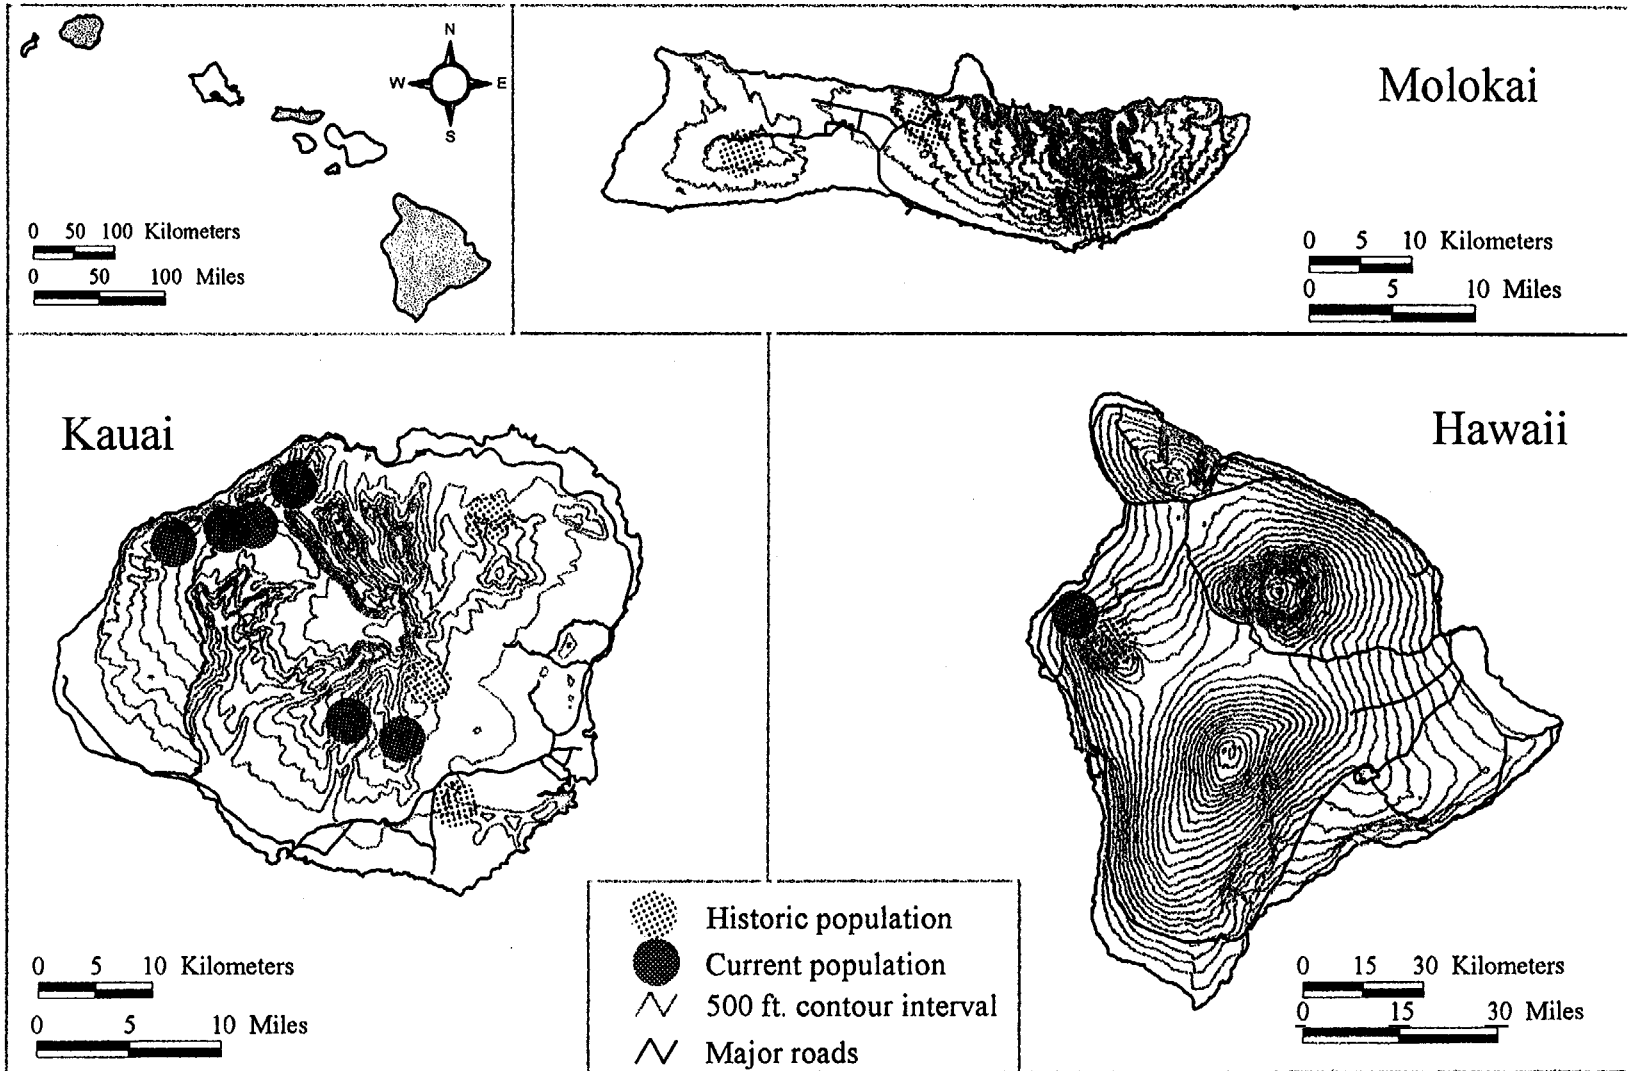 N
W E
S
0 50 100 Kilometers
0 50 100 Miles
Molokai
0 5 10 Kilometers
0 5 10 Miles
Kauai
0 5 10 Kilometers
0 5 10 Miles
Hawaii
0 15 30 Kilometers
0 15 30 Miles
Historic population
Current population
500 ft. contour interval
Major roads